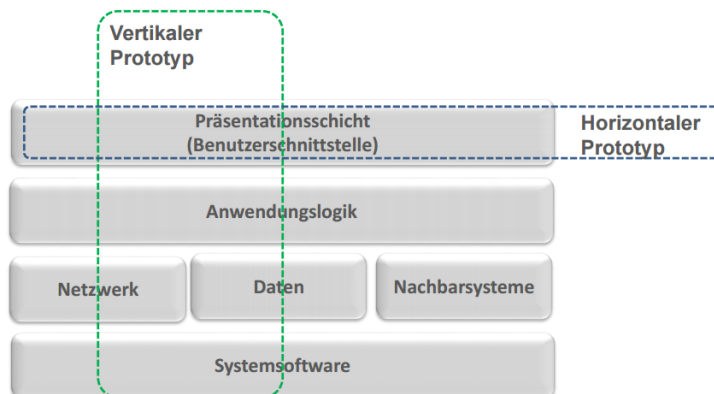 Vertikaler
Prototyp
Präsentationsschicht
(Benutzerschnittstelle)
Horizontaler
Prototyp
Anwendungslogik
Netzwerk
Daten
Nachbarsysteme
Systemsoftware